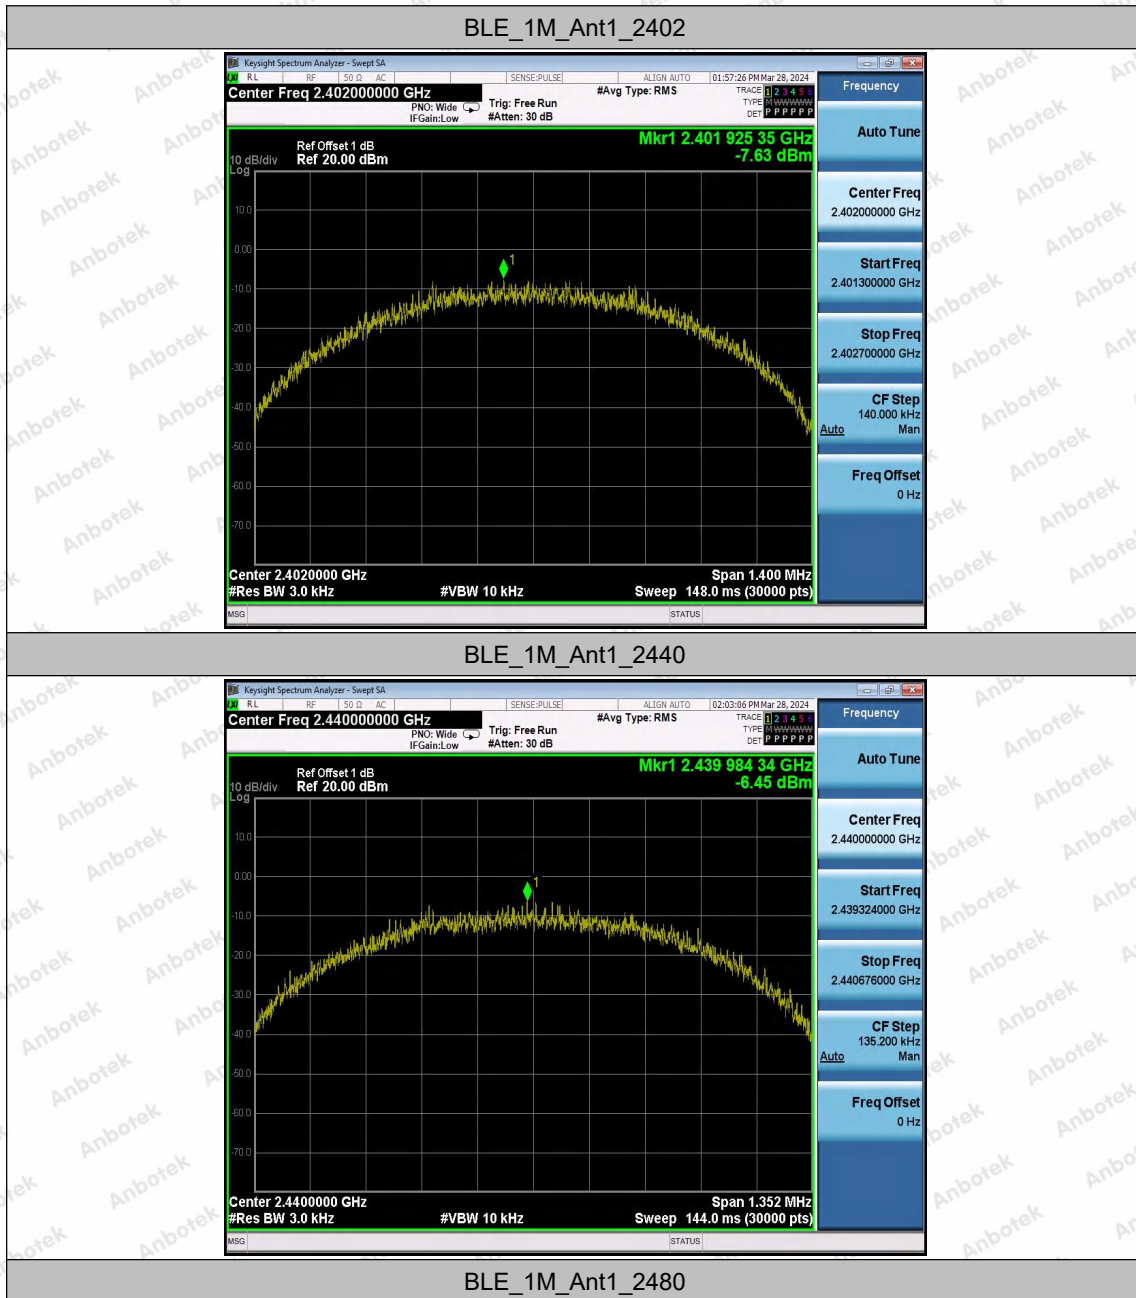 BLE_1M_Ant1_2402
Keysight Spectrum Analyzer - Swept SA
RL RF 50 Ω AC SENSE:PULSE ALIGN AUTO 01:57:26 PM Mar 28, 2024
Center Freq 2.402000000 GHz
PNO: Wide
IFGain:Low
Trig: Free Run
#Atten: 30 dB
#Avg Type: RMS
TRACE 1 2 3 4 5 6
TYPE M WWWWW
DET P P P P P P
Mkr1 2.401 925 35 GHz
-7.63 dBm
Ref Offset 1 dB
10 dB/div Ref 20.00 dBm
Log
10.0
0.00
-10.0
-20.0
-30.0
-40.0
-50.0
-60.0
-70.0
1
Center 2.4020000 GHz Span 1.400 MHz
#Res BW 3.0 kHz #VBW 10 kHz Sweep 148.0 ms (30000 pts)
MSG STATUS
Frequency
Auto Tune
Center Freq
2.402000000 GHz
Start Freq
2.401300000 GHz
Stop Freq
2.402700000 GHz
CF Step
140.000 kHz
Auto Man
Freq Offset
0 Hz
BLE_1M_Ant1_2440
Keysight Spectrum Analyzer - Swept SA
RL RF 50 Ω AC SENSE:PULSE ALIGN AUTO 02:03:06 PM Mar 28, 2024
Center Freq 2.440000000 GHz
PNO: Wide
IFGain:Low
Trig: Free Run
#Atten: 30 dB
#Avg Type: RMS
TRACE 1 2 3 4 5 6
TYPE M WWWWW
DET P P P P P P
Mkr1 2.439 984 34 GHz
-6.45 dBm
Ref Offset 1 dB
10 dB/div Ref 20.00 dBm
Log
10.0
0.00
-10.0
-20.0
-30.0
-40.0
-50.0
-60.0
-70.0
1
Center 2.4400000 GHz Span 1.352 MHz
#Res BW 3.0 kHz #VBW 10 kHz Sweep 144.0 ms (30000 pts)
MSG STATUS
Frequency
Auto Tune
Center Freq
2.440000000 GHz
Start Freq
2.439324000 GHz
Stop Freq
2.440676000 GHz
CF Step
135.200 kHz
Auto Man
Freq Offset
0 Hz
BLE_1M_Ant1_2480